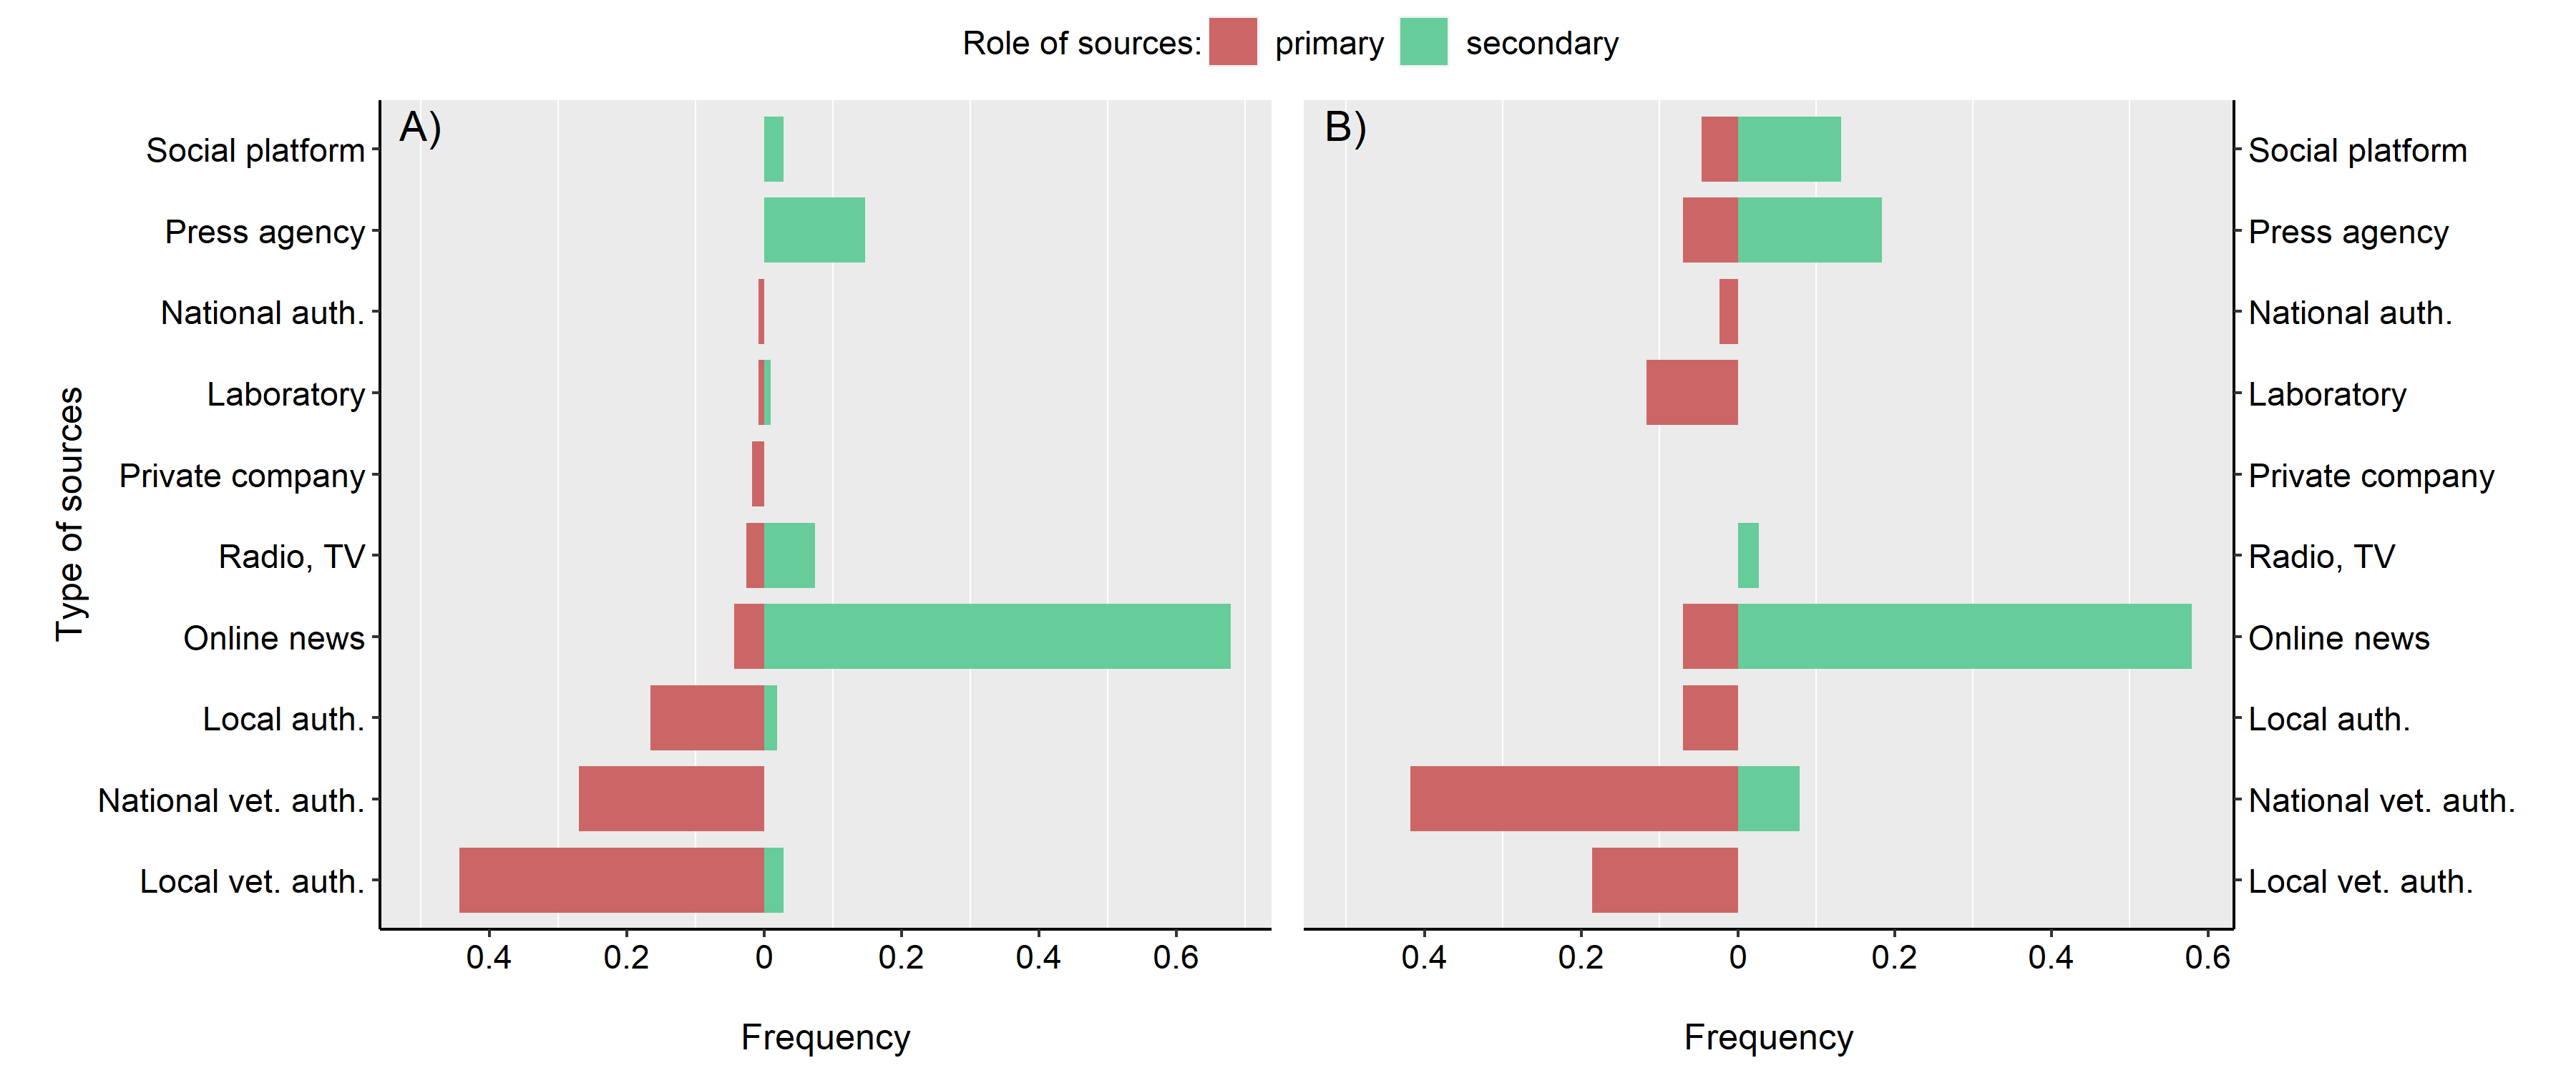 Role of sources: primary secondary
A)
B)
Type of sources
Social platform
Press agency
National auth.
Laboratory
Private company
Radio, TV
Online news
Local auth.
National vet. auth.
Local vet. auth.
Social platform
Press agency
National auth.
Laboratory
Private company
Radio, TV
Online news
Local auth.
National vet. auth.
Local vet. auth.
0.4 0.2 0 0.2 0.4 0.6
0.4 0.2 0 0.2 0.4 0.6
Frequency
Frequency